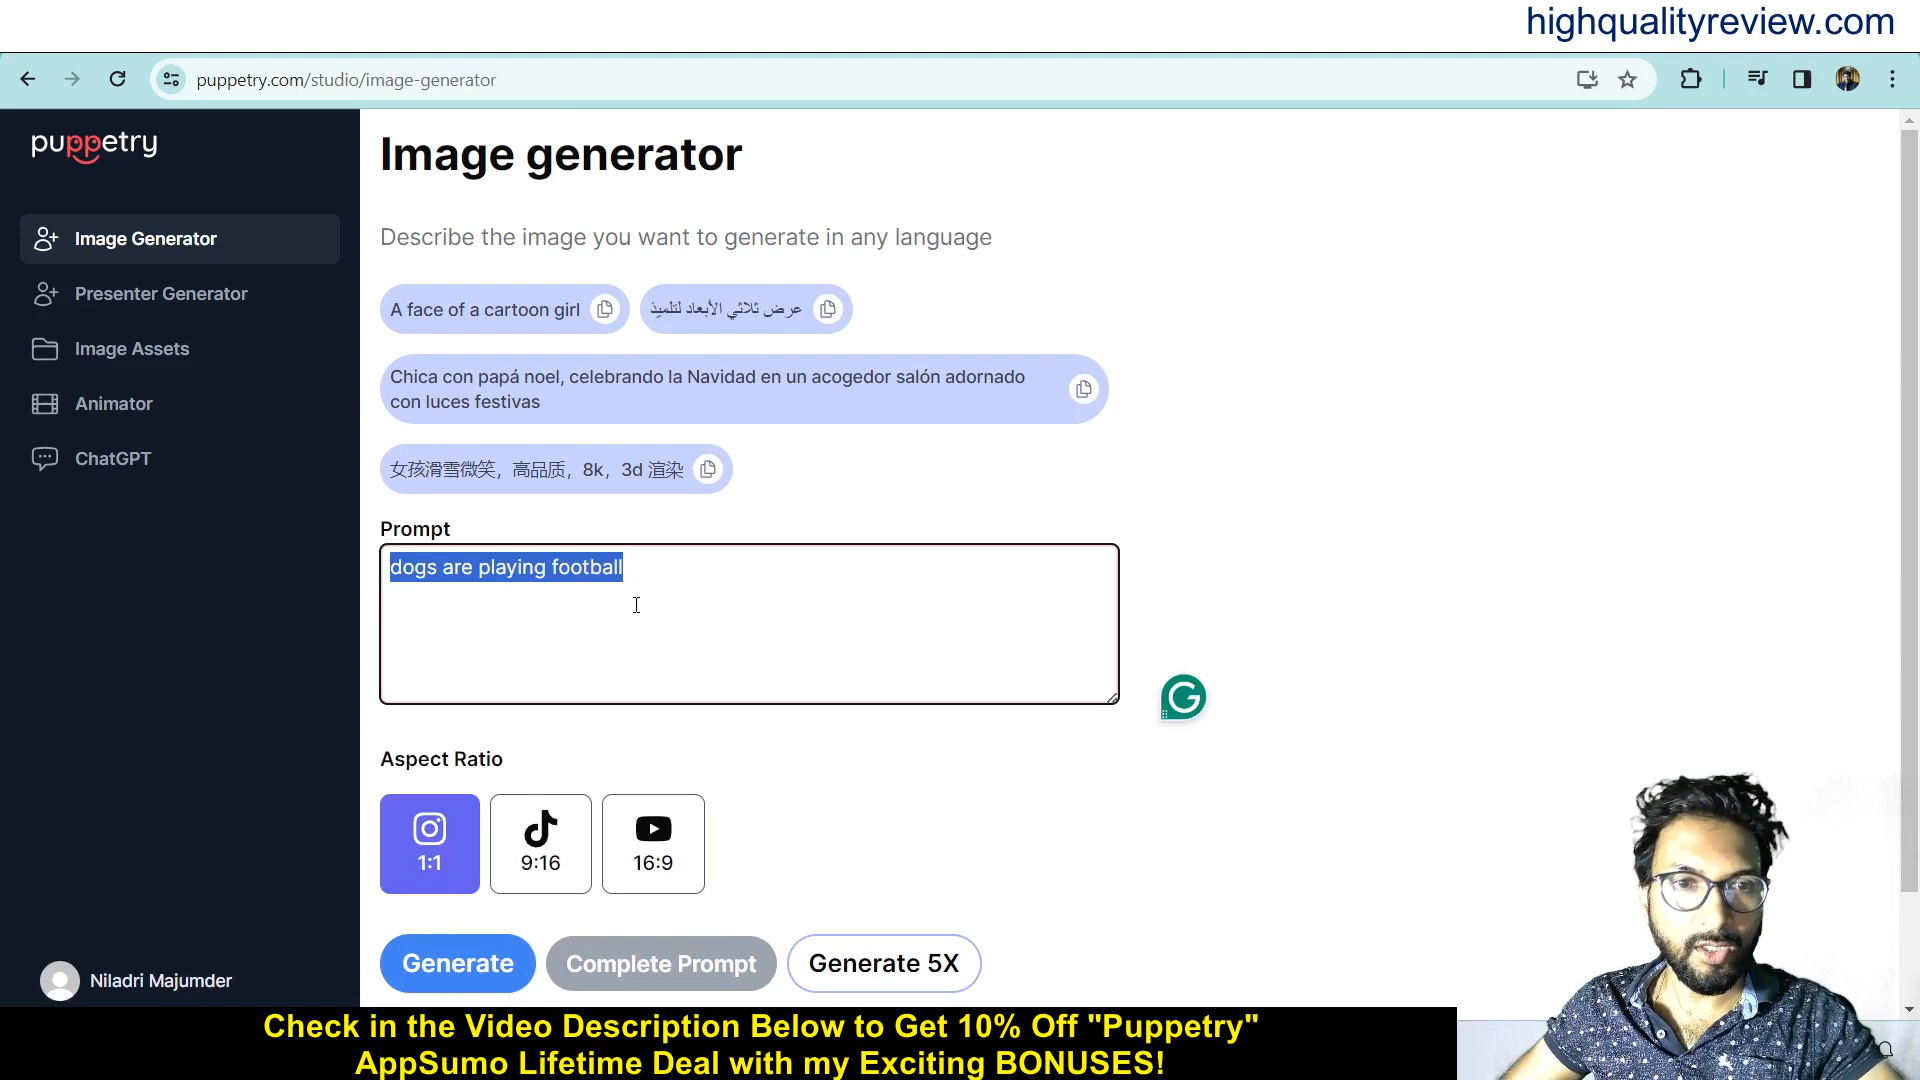 highqualityreview.com
puppetry.com/studio/image-generator
puppetry
Image Generator
Presenter Generator
Image Assets
Animator
ChatGPT
Niladri Majumder
Image generator
Describe the image you want to generate in any language
A face of a cartoon girl
عرض ثلاثي الأبعاد لتلميذ
Chica con papá noel, celebrando la Navidad en un acogedor salón adornado
con luces festivas
女孩滑雪微笑，高品质，8k，3d 渲染
Prompt
dogs are playing football
G
Aspect Ratio
1:1
9:16
16:9
Generate
Complete Prompt
Generate 5X
Check in the Video Description Below to Get 10% Off "Puppetry"
AppSumo Lifetime Deal with my Exciting BONUSES!